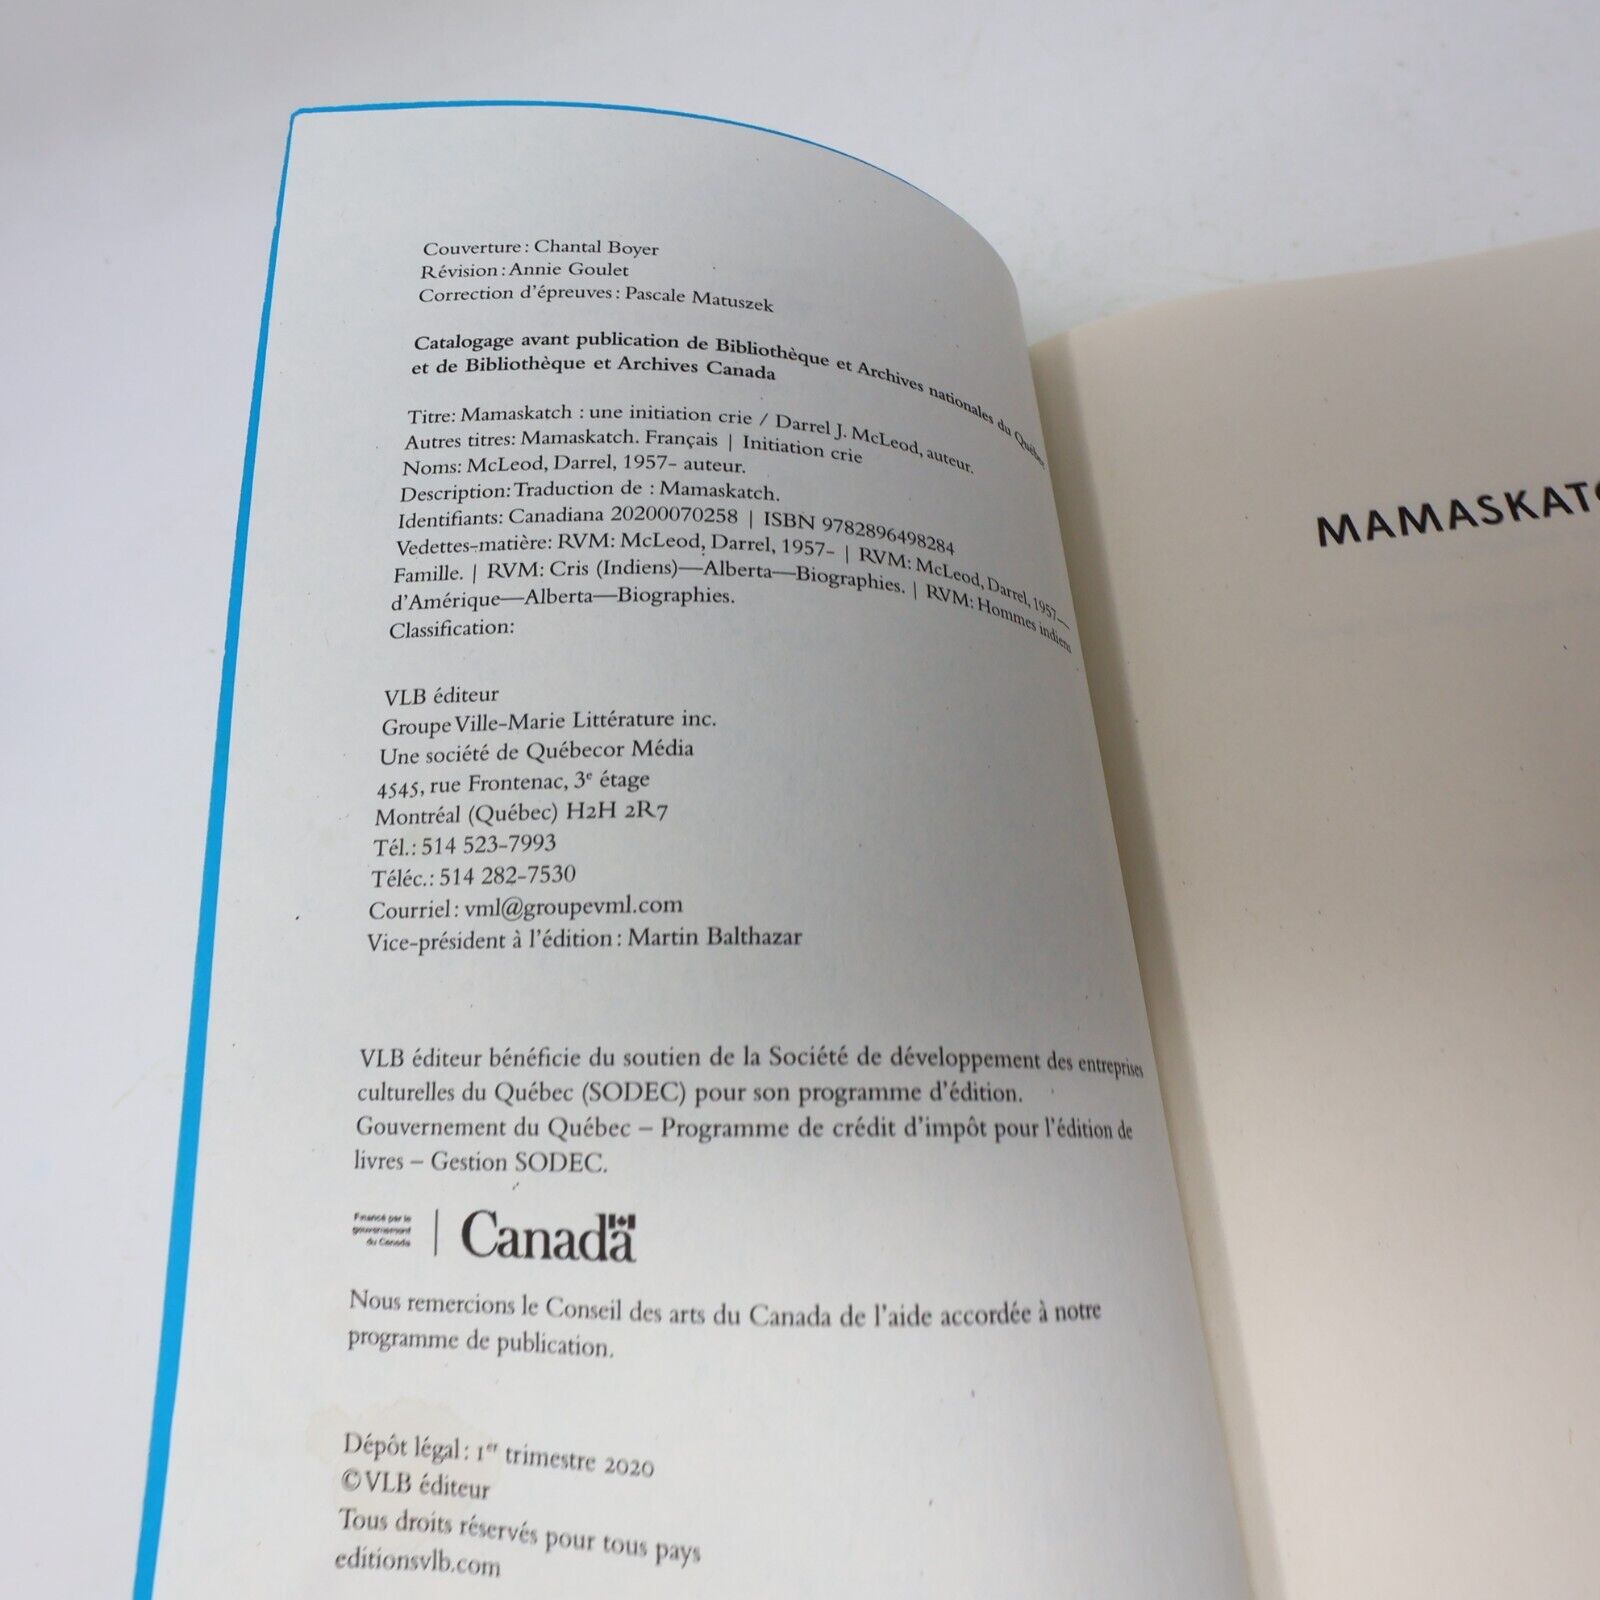 Couverture : Chantal Boyer
Révision : Annie Goulet
Correction d'épreuves : Pascale Matuszek
Catalogage avant publication de Bibliothèque et Archives nationales du Québec
et de Bibliothèque et Archives Canada
Titre: Mamaskatch : une initiation crie / Darrel J. McLeod, auteur.
Autres titres: Mamaskatch. Français | Initiation crie
Noms: McLeod, Darrel, 1957- auteur.
Description: Traduction de : Mamaskatch.
Identifiants: Canadiana 20200070258 | ISBN 9782896498284
Vedettes-matière: RVM: McLeod, Darrel, 1957- | RVM: McLeod, Darrel, 1957—
Famille. | RVM: Cris (Indiens)—Alberta—Biographies. | RVM: Hommes indiens
d'Amérique—Alberta—Biographies.
Classification:
VLB éditeur
Groupe Ville-Marie Littérature inc.
Une société de Québecor Média
4545, rue Frontenac, 3e étage
Montréal (Québec) H2H 2R7
Tél.: 514 523-7993
Téléc.: 514 282-7530
Courriel : vml@groupevml.com
Vice-président à l'édition : Martin Balthazar
VLB éditeur bénéficie du soutien de la Société de développement des entreprises
culturelles du Québec (SODEC) pour son programme d'édition.
Gouvernement du Québec – Programme de crédit d'impôt pour l'édition de
livres – Gestion SODEC.
Financé par le
gouvernement
du Canada
Canada
Nous remercions le Conseil des arts du Canada de l'aide accordée à notre
programme de publication.
Dépôt légal : 1er trimestre 2020
© VLB éditeur
Tous droits réservés pour tous pays
editionsvlb.com
MAMASKATC